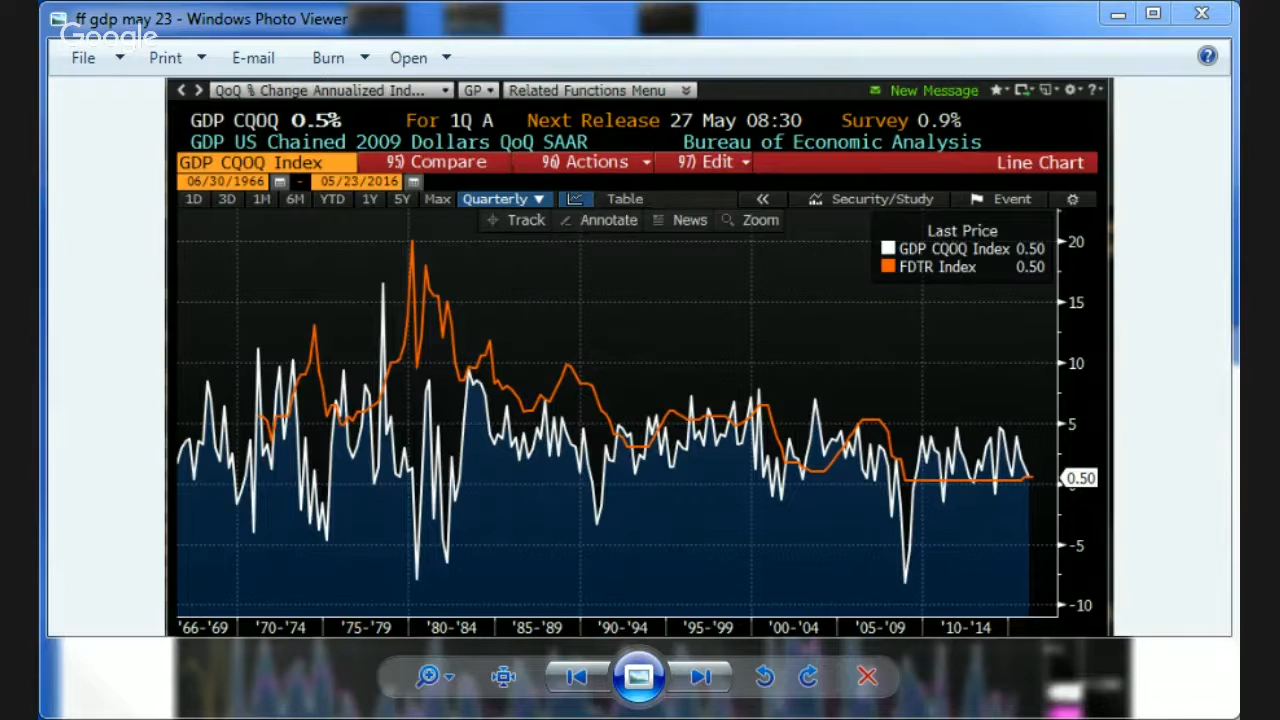 ff gdp may 23 - Windows Photo Viewer
Google
File Print E-mail Burn Open
QoQ % Change Annualized Ind... GP Related Functions Menu New Message
GDP CQOQ 0.5% For 1Q A Next Release 27 May 08:30 Survey 0.9%
GDP US Chained 2009 Dollars QoQ SAAR Bureau of Economic Analysis
GDP CQOQ Index 95) Compare 96) Actions 97) Edit Line Chart
06/30/1966 - 05/23/2016
1D 3D 1M 6M YTD 1Y 5Y Max Quarterly Table Security/Study Event
Track Annotate News Zoom
Last Price
GDP CQOQ Index 0.50
FDTR Index 0.50
20
15
10
5
0.50
-5
-10
'66-'69 '70-'74 '75-'79 '80-'84 '85-'89 '90-'94 '95-'99 '00-'04 '05-'09 '10-'14